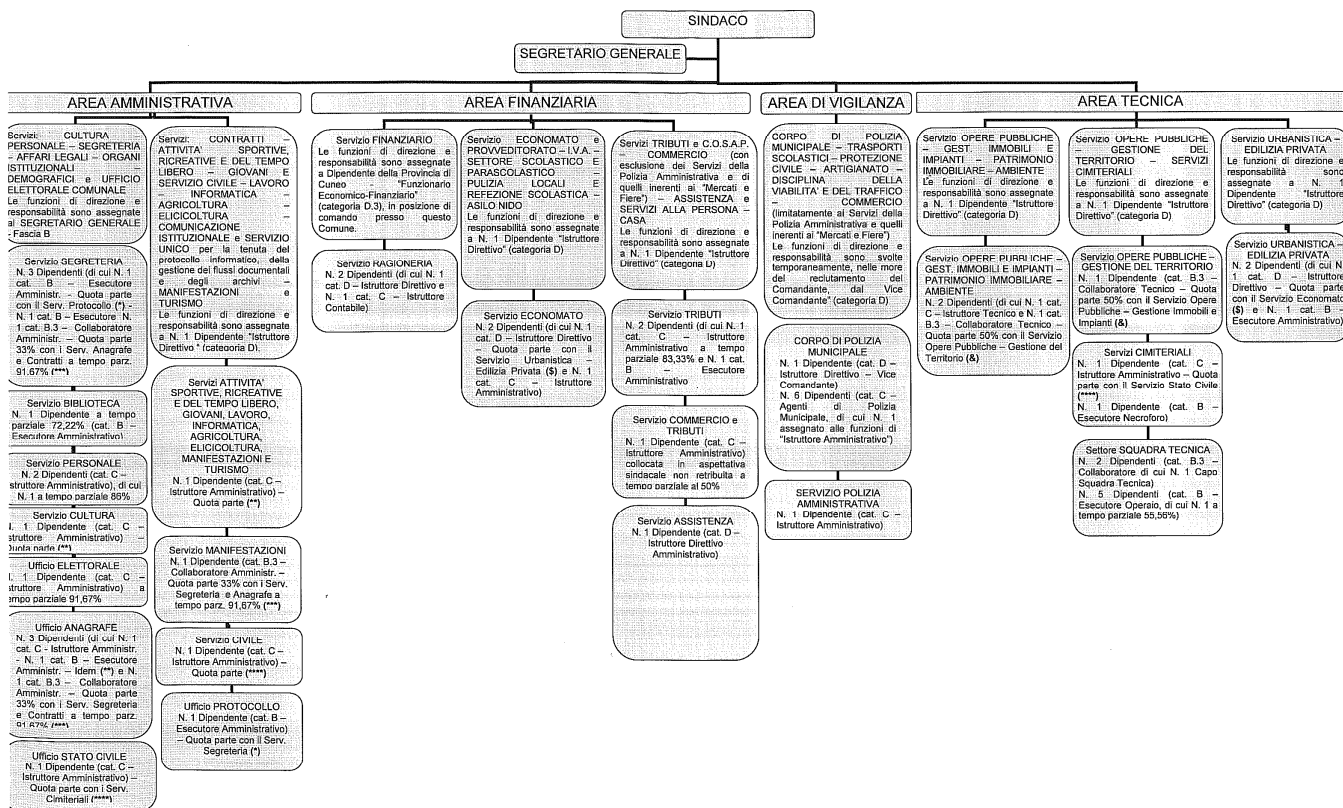 SINDACO
SEGRETARIO GENERALE
AREA AMMINISTRATIVA
Servizi: CULTURA
PERSONALE – SEGRETERIA
– AFFARI LEGALI – ORGANI
ISTITUZIONALI
DEMOGRAFICI e UFFICIO
ELETTORALE COMUNALE
Le funzioni di direzione e
responsabilità sono assegnate
al SEGRETARIO GENERALE
- Fascia B
Servizio SEGRETERIA
N. 3 Dipendenti (di cui N. 1
cat. B – Esecutore
Amministr. - Quota parte
con il Serv. Protocollo (*) -
N. 1 cat. B – Esecutore N.
1 cat. B.3 – Collaboratore
Amministr. – Quota parte
33% con i Serv. Anagrafe
e Contratti a tempo parz.
91,67% (***)
Servizio BIBLIOTECA
N. 1 Dipendente a tempo
parziale 72,22% (cat. B –
Esecutore Amministrativo)
Servizio PERSONALE
N. 2 Dipendenti (cat. C –
Istruttore Amministrativo), di cui
N. 1 a tempo parziale 86%
Servizio CULTURA
N. 1 Dipendente (cat. C –
Istruttore Amministrativo) –
Quota parte (**)
Ufficio ELETTORALE
N. 1 Dipendente (cat. C –
Istruttore Amministrativo) a
tempo parziale 91,67%
Ufficio ANAGRAFE
N. 3 Dipendenti (di cui N. 1
cat. C - Istruttore Amministr.
- N. 1 cat. B – Esecutore
Amministr. – Idem (**) e N.
1 cat. B.3 – Collaboratore
Amministr. – Quota parte
33% con i Serv. Segreteria
e Contratti a tempo parz.
91,67% (***)
Ufficio STATO CIVILE
N. 1 Dipendente (cat. C –
Istruttore Amministrativo) –
Quota parte con i Serv.
Cimiteriali (****)
Servizi: CONTRATTI –
ATTIVITA' SPORTIVE,
RICREATIVE E DEL TEMPO
LIBERO – GIOVANI E
SERVIZIO CIVILE – LAVORO
– INFORMATICA –
AGRICOLTURA –
ELICICOLTURA –
COMUNICAZIONE
ISTITUZIONALE e SERVIZIO
UNICO per la tenuta del
protocollo informatico, della
gestione dei flussi documentali
e degli archivi –
MANIFESTAZIONI e
TURISMO
Le funzioni di direzione e
responsabilità sono assegnate
a N. 1 Dipendente "Istruttore
Direttivo " (categoria D).
Servizi ATTIVITA'
SPORTIVE, RICREATIVE
E DEL TEMPO LIBERO,
GIOVANI, LAVORO,
INFORMATICA,
AGRICOLTURA,
ELICICOLTURA,
MANIFESTAZIONI E
TURISMO
N. 1 Dipendente (cat. C –
Istruttore Amministrativo) –
Quota parte (**)
Servizio MANIFESTAZIONI
N. 1 Dipendente (cat. B.3 –
Collaboratore Amministr. –
Quota parte 33% con i Serv.
Segreteria e Anagrafe a
tempo parz. 91,67% (***)
Servizio CIVILE
N. 1 Dipendente (cat. C –
Istruttore Amministrativo) –
Quota parte (****)
Ufficio PROTOCOLLO
N. 1 Dipendente (cat. B –
Esecutore Amministrativo)
– Quota parte con il Serv.
Segreteria (*)
AREA FINANZIARIA
Servizio FINANZIARIO
Le funzioni di direzione e
responsabilità sono assegnate
a Dipendente della Provincia di
Cuneo - "Funzionario
Economico-Finanziario"
(categoria D.3), in posizione di
comando presso questo
Comune.
Servizio RAGIONERIA
N. 2 Dipendenti (di cui N. 1
cat. D – Istruttore Direttivo e
N. 1 cat. C – Istruttore
Contabile)
Servizio ECONOMATO e
PROVVEDITORATO – I.V.A. –
SETTORE SCOLASTICO E
PARASCOLASTICO –
PULIZIA LOCALI E
REFEZIONE SCOLASTICA –
ASILO NIDO
Le funzioni di direzione e
responsabilità sono assegnate
a N. 1 Dipendente "Istruttore
Direttivo" (categoria D)
Servizio ECONOMATO
N. 2 Dipendenti (di cui N. 1
cat. D – Istruttore Direttivo
– Quota parte con il
Servizio Urbanistica –
Edilizia Privata ($) e N. 1
cat. C – Istruttore
Amministrativo)
Servizi TRIBUTI e C.O.S.A.P.
– COMMERCIO (con
esclusione dei Servizi della
Polizia Amministrativa e di
quelli inerenti ai "Mercati e
Fiere") – ASSISTENZA e
SERVIZI ALLA PERSONA –
CASA
Le funzioni di direzione e
responsabilità sono assegnate
a N. 1 Dipendente "Istruttore
Direttivo" (categoria D)
Servizio TRIBUTI
N. 2 Dipendenti (di cui N. 1
cat. C – Istruttore
Amministrativo a tempo
parziale 83,33% e N. 1 cat.
B – Esecutore
Amministrativo
Servizio COMMERCIO e
TRIBUTI
N. 1 Dipendente (cat. C –
Istruttore Amministrativo)
collocata in aspettativa
sindacale non retribuita a
tempo parziale al 50%
Servizio ASSISTENZA
N. 1 Dipendente (cat. D –
Istruttore Direttivo
Amministrativo)
AREA DI VIGILANZA
CORPO DI POLIZIA
MUNICIPALE – TRASPORTI
SCOLASTICI – PROTEZIONE
CIVILE – ARTIGIANATO –
DISCIPLINA DELLA
VIABILITA' E DEL TRAFFICO
– COMMERCIO
(limitatamente ai Servizi della
Polizia Amministrativa e quelli
inerenti ai "Mercati e Fiere")
Le funzioni di direzione e
responsabilità sono svolte
temporaneamente, nelle more
del reclutamento del
Comandante dal Vice
Comandante" (categoria D)
CORPO DI POLIZIA
MUNICIPALE
N. 1 Dipendente (cat. D –
Istruttore Direttivo – Vice
Comandante)
N. 6 Dipendenti (cat. C –
Agenti di Polizia
Municipale, di cui N. 1
assegnato alle funzioni di
"Istruttore Amministrativo")
SERVIZIO POLIZIA
AMMINISTRATIVA
N. 1 Dipendente (cat. C –
Istruttore Amministrativo)
AREA TECNICA
Servizio OPERE PUBBLICHE
– GEST. IMMOBILI E
IMPIANTI – PATRIMONIO
IMMOBILIARE – AMBIENTE
Le funzioni di direzione e
responsabilità sono assegnate
a N. 1 Dipendente "Istruttore
Direttivo" (categoria D)
Servizio OPERE PUBBLICHE –
GEST. IMMOBILI E IMPIANTI –
PATRIMONIO IMMOBILIARE –
AMBIENTE
N. 2 Dipendenti (di cui N. 1 cat.
C – Istruttore Tecnico e N. 1 cat.
B.3 – Collaboratore Tecnico –
Quota parte 50% con il Servizio
Opere Pubbliche – Gestione del
Territorio (&)
Servizio OPERE PUBBLICHE
– GESTIONE DEL
TERRITORIO – SERVIZI
CIMITERIALI
Le funzioni di direzione e
responsabilità sono assegnate
a N. 1 Dipendente "Istruttore
Direttivo" (categoria D)
Servizio OPERE PUBBLICHE –
GESTIONE DEL TERRITORIO
N. 1 Dipendente (cat. B.3 –
Collaboratore Tecnico – Quota
parte 50% con il Servizio Opere
Pubbliche – Gestione Immobili e
Impianti (&)
Servizi CIMITERIALI
N. 1 Dipendente (cat. C –
Istruttore Amministrativo – Quota
parte con il Servizio Stato Civile
(****)
N. 1 Dipendente (cat. B –
Esecutore Necroforo)
Settore SQUADRA TECNICA
N. 2 Dipendenti (cat. B.3 –
Collaboratore di cui N. 1 Capo
Squadra Tecnica)
N. 5 Dipendenti (cat. B –
Esecutore Operaio, di cui N. 1 a
tempo parziale 55,56%)
Servizio URBANISTICA –
EDILIZIA PRIVATA
Le funzioni di direzione e
responsabilità sono
assegnate a N. 1
Dipendente "Istruttore
Direttivo" (categoria D)
Servizio URBANISTICA –
EDILIZIA PRIVATA
N. 2 Dipendenti (di cui N.
1 cat. D – Istruttore
Direttivo – Quota parte
con il Servizio Economato
($) e N. 1 cat. B –
Esecutore Amministrativo)